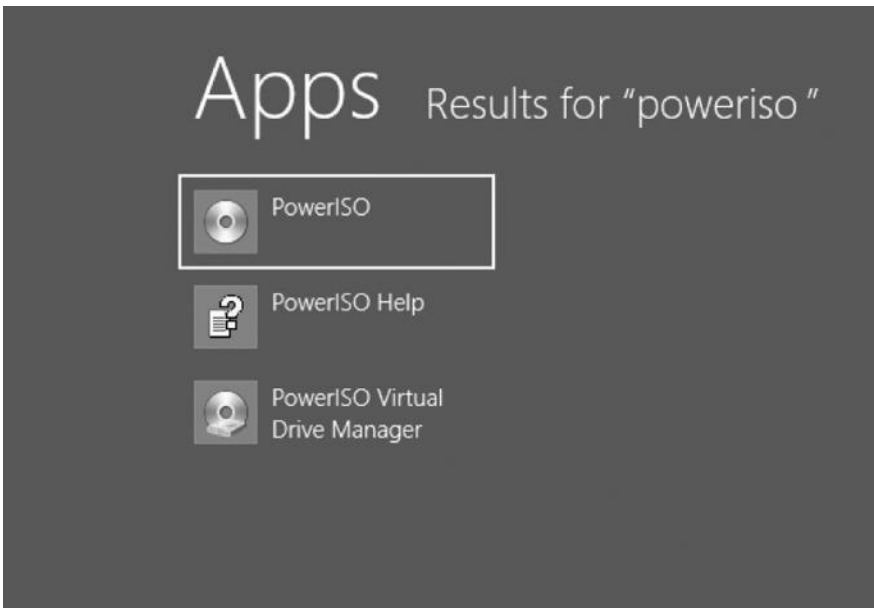 Apps Results for “poweriso”
PowerISO
PowerISO Help
PowerISO Virtual
Drive Manager